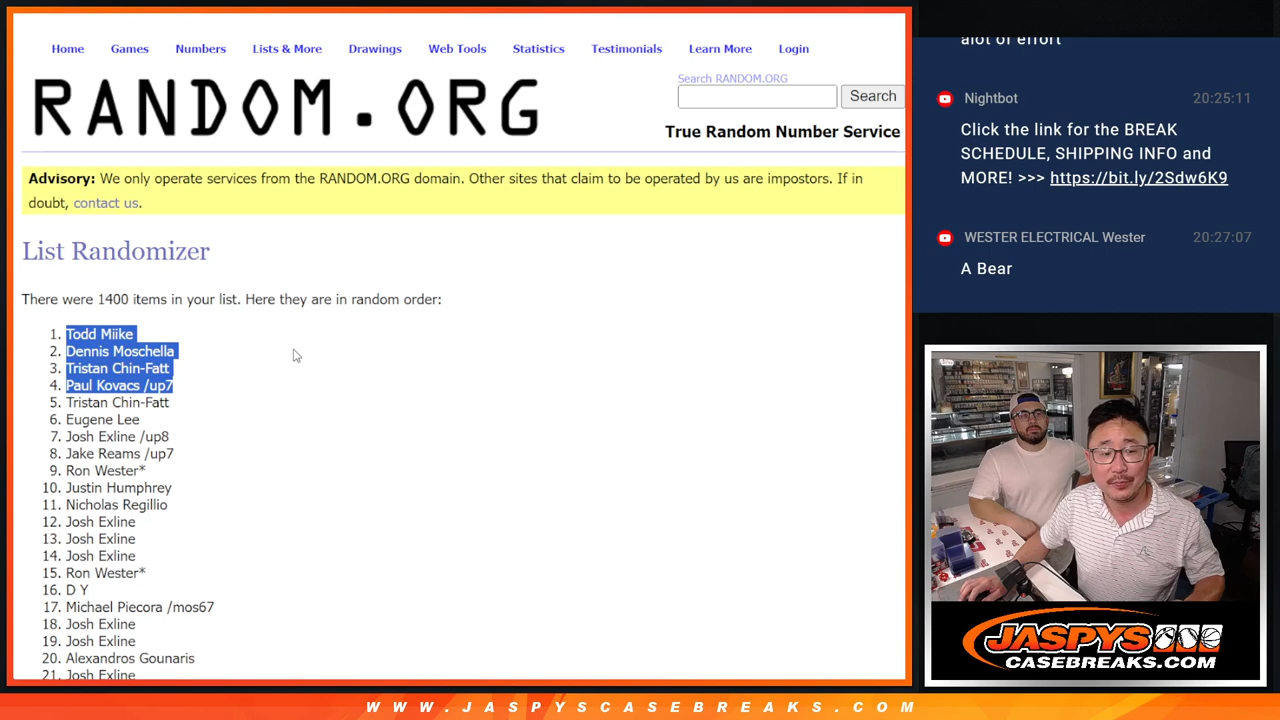 Home Games Numbers Lists & More Drawings Web Tools Statistics Testimonials Learn More Login
RANDOM.ORG
Search RANDOM.ORG
Search
True Random Number Service
Advisory: We only operate services from the RANDOM.ORG domain. Other sites that claim to be operated by us are impostors. If in
doubt, contact us.
List Randomizer
There were 1400 items in your list. Here they are in random order:
1. Todd Miike
2. Dennis Moschella
3. Tristan Chin-Fatt
4. Paul Kovacs /up7
5. Tristan Chin-Fatt
6. Eugene Lee
7. Josh Exline /up8
8. Jake Reams /up7
9. Ron Wester*
10. Justin Humphrey
11. Nicholas Regillio
12. Josh Exline
13. Josh Exline
14. Josh Exline
15. Ron Wester*
16. D Y
17. Michael Piecora /mos67
18. Josh Exline
19. Josh Exline
20. Alexandros Gounaris
21. Josh Exline
alot of effort
Nightbot 20:25:11
Click the link for the BREAK
SCHEDULE, SHIPPING INFO and
MORE! >>> https://bit.ly/2Sdw6K9
WESTER ELECTRICAL Wester 20:27:07
A Bear
JASPYS
CASEBREAKS.COM
WWW.JASPYSCASEBREAKS.COM